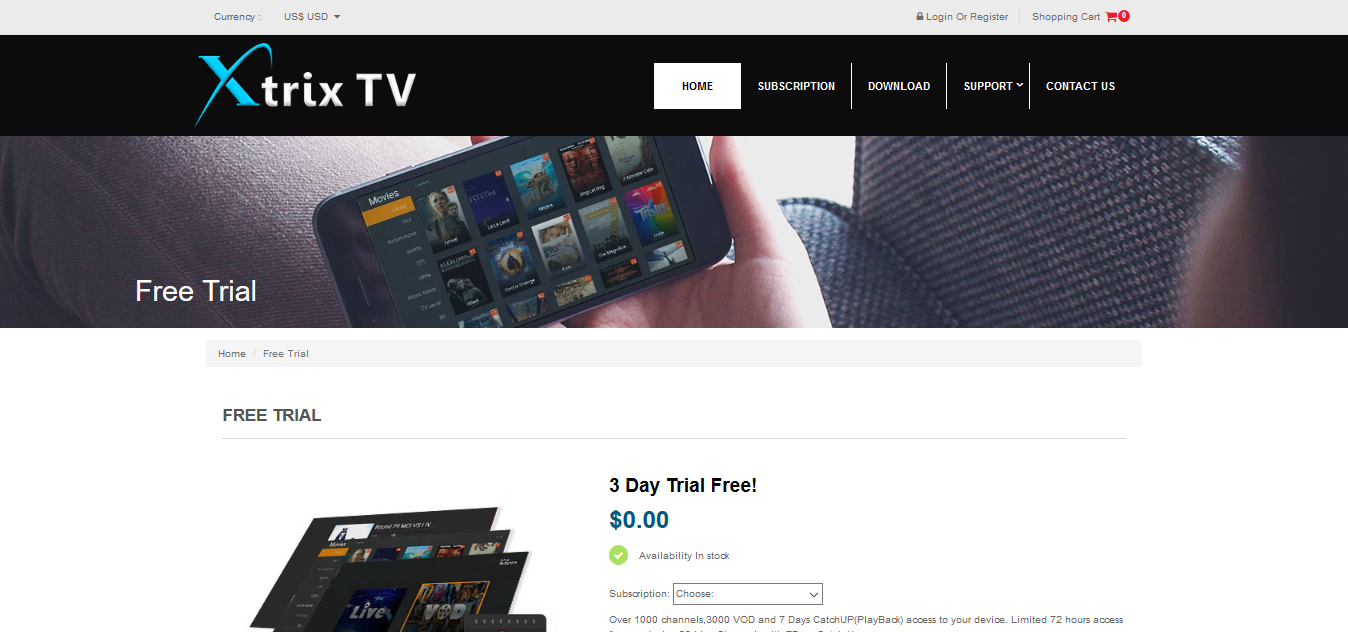 Currency : US$ USD Login Or Register Shopping Cart 0
Xtrix TV
HOME SUBSCRIPTION DOWNLOAD SUPPORT CONTACT US
Movies
Free Trial
Home / Free Trial
FREE TRIAL
3 Day Trial Free!
$0.00
Availability In stock
Subscription: Choose:
LIVE VOD
Over 1000 channels,3000 VOD and 7 Days CatchUP(PlayBack) access to your device. Limited 72 hours access